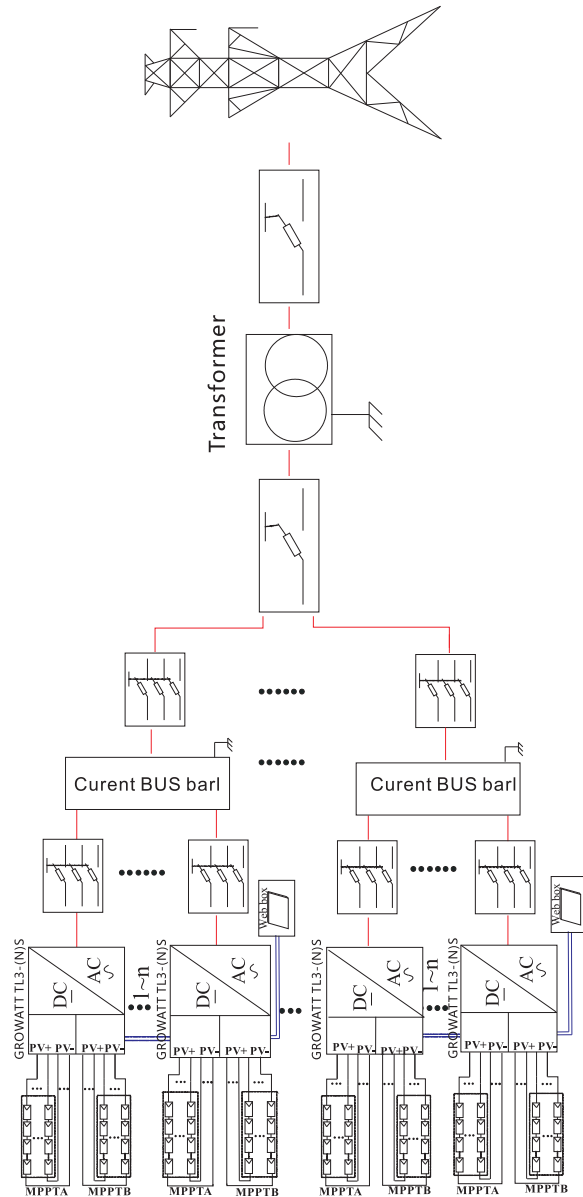 Transformer
Curent BUS barl
Curent BUS barl
Web box
Web box
GROWATT TL3-(N)S
GROWATT TL3-(N)S
GROWATT TL3-(N)S
GROWATT TL3-(N)S
DC
AC
1~n
DC
AC
DC
AC
1~n
DC
AC
PV+ PV-
PV+PV-
PV+ PV-
PV+PV-
PV+ PV-
PV+PV-
PV+ PV-
PV+PV-
MPPTA
MPPTB
MPPTA
MPPTB
MPPTA
MPPTB
MPPTA
MPPTB